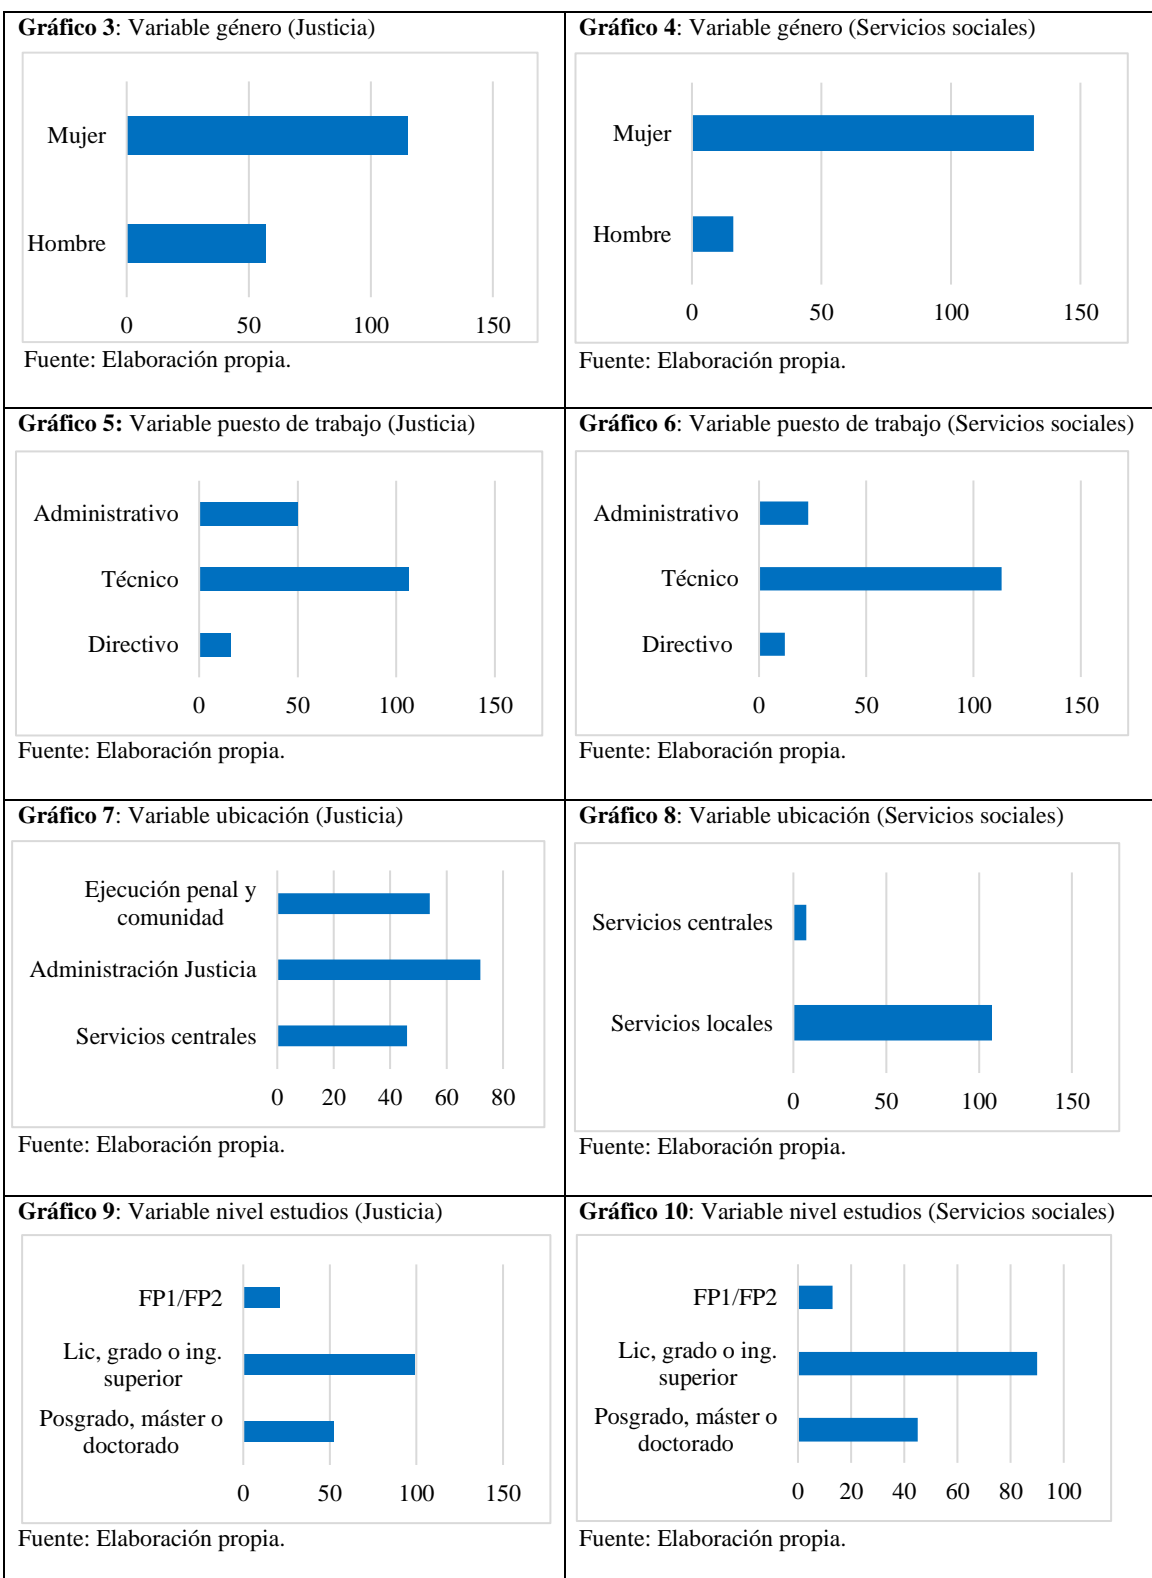 Gráfico 3: Variable género (Justicia)
Mujer
Hombre
0 50 100 150
Fuente: Elaboración propia.
Gráfico 4: Variable género (Servicios sociales)
Mujer
Hombre
0 50 100 150
Fuente: Elaboración propia.
Gráfico 5: Variable puesto de trabajo (Justicia)
Administrativo
Técnico
Directivo
0 50 100 150
Fuente: Elaboración propia.
Gráfico 6: Variable puesto de trabajo (Servicios sociales)
Administrativo
Técnico
Directivo
0 50 100 150
Fuente: Elaboración propia.
Gráfico 7: Variable ubicación (Justicia)
Ejecución penal y
comunidad
Administración Justicia
Servicios centrales
0 20 40 60 80
Fuente: Elaboración propia.
Gráfico 8: Variable ubicación (Servicios sociales)
Servicios centrales
Servicios locales
0 50 100 150
Fuente: Elaboración propia.
Gráfico 9: Variable nivel estudios (Justicia)
FP1/FP2
Lic, grado o ing.
superior
Posgrado, máster o
doctorado
0 50 100 150
Fuente: Elaboración propia.
Gráfico 10: Variable nivel estudios (Servicios sociales)
FP1/FP2
Lic, grado o ing.
superior
Posgrado, máster o
doctorado
0 20 40 60 80 100
Fuente: Elaboración propia.